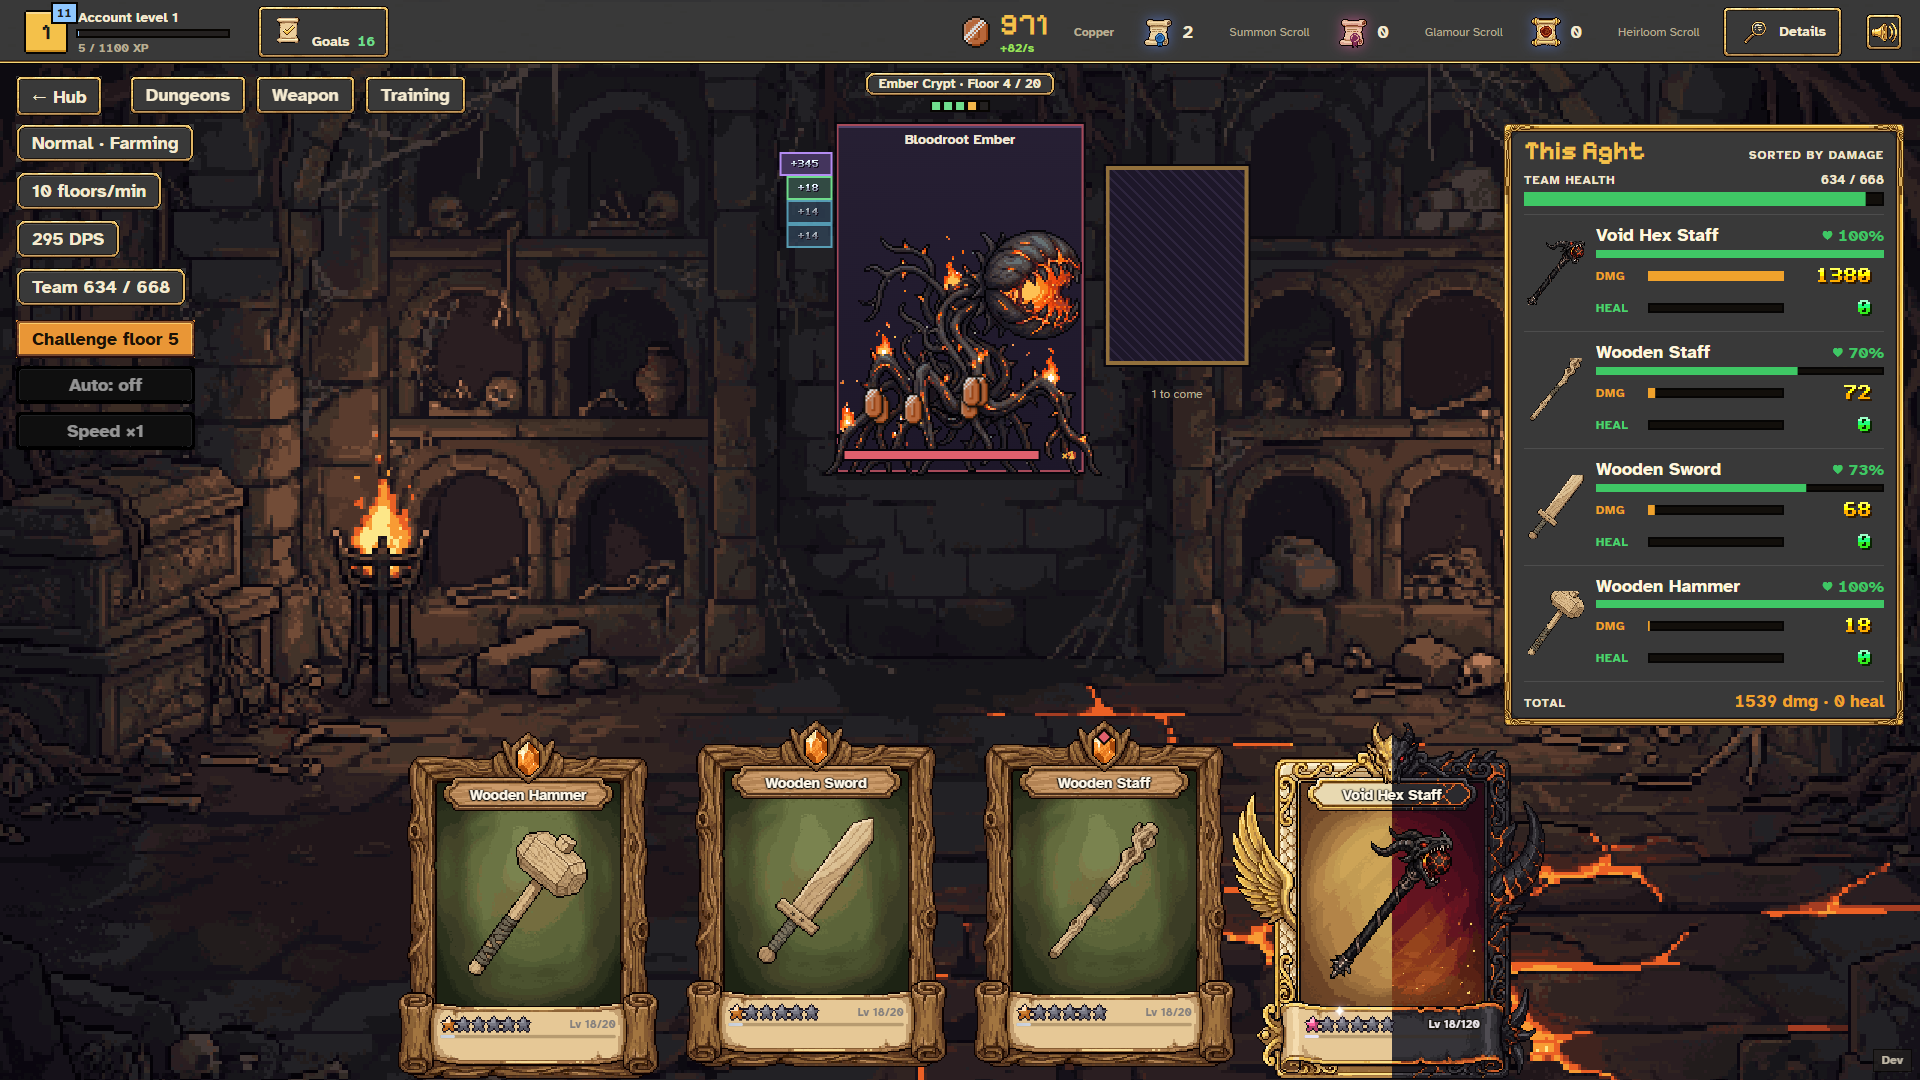 1
11
Account level 1
5 / 1100 XP
Goals 16
971
+82/s
Copper
2
Summon Scroll
0
Glamour Scroll
0
Heirloom Scroll
Details
← Hub
Dungeons
Weapon
Training
Normal · Farming
10 floors/min
295 DPS
Team 634 / 668
Challenge floor 5
Auto: off
Speed ×1
Ember Crypt · Floor 4 / 20
Bloodroot Ember
+345
+18
+14
+14
1 to come
This Fight
SORTED BY DAMAGE
TEAM HEALTH
634 / 668
Void Hex Staff
♥ 100%
DMG
1380
HEAL
0
Wooden Staff
♥ 70%
DMG
72
HEAL
0
Wooden Sword
♥ 73%
DMG
68
HEAL
0
Wooden Hammer
♥ 100%
DMG
18
HEAL
0
TOTAL
1539 dmg · 0 heal
Wooden Hammer
Lv 18/20
Wooden Sword
Lv 18/20
Wooden Staff
Lv 18/20
Void Hex Staff
Lv 18/120
Dev